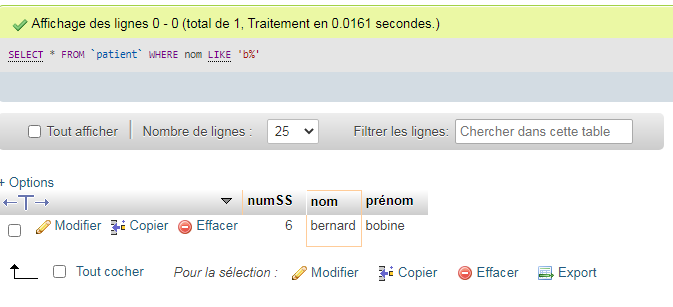 Affichage des lignes 0 - 0 (total de 1, Traitement en 0.0161 secondes.)
SELECT * FROM `patient` WHERE nom LIKE 'b%'
Tout afficher Nombre de lignes : 25 Filtrer les lignes: Chercher dans cette table
+ Options
←T→ numSS nom prénom
Modifier Copier Effacer 6 bernard bobine
Tout cocher Pour la sélection : Modifier Copier Effacer Export